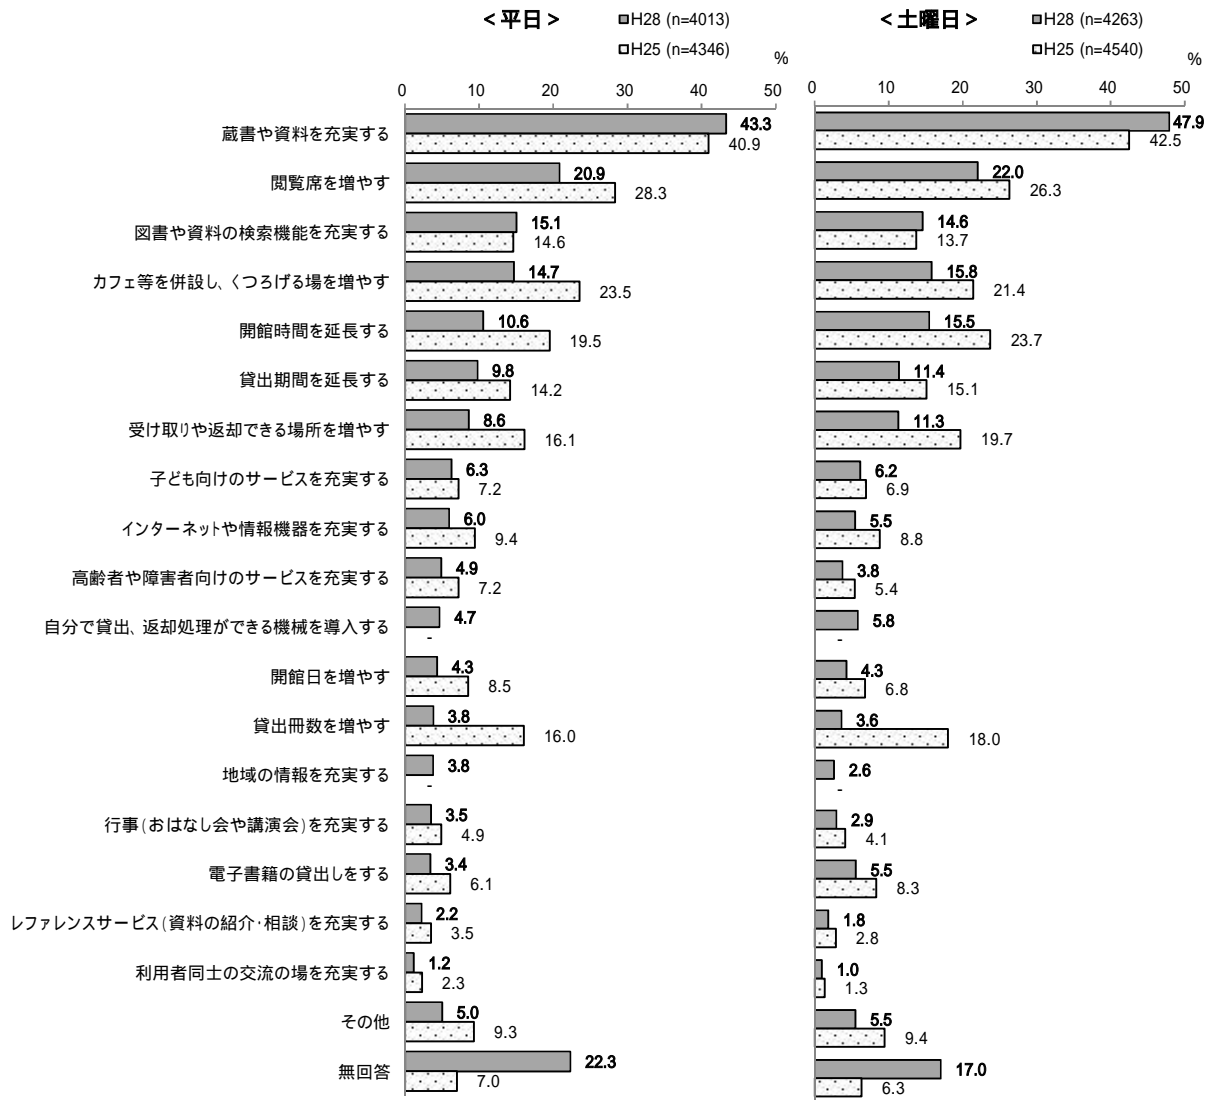 <平日>
■H28 (n=4013)
□H25 (n=4346)
%
0 10 20 30 40 50
<土曜日>
■H28 (n=4263)
□H25 (n=4540)
%
0 10 20 30 40 50
蔵書や資料を充実する 43.3 47.9
40.9 42.5
閲覧席を増やす 20.9 22.0
28.3 26.3
図書や資料の検索機能を充実する 15.1 14.6
14.6 13.7
カフェ等を併設し、くつろげる場を増やす 14.7 15.8
23.5 21.4
開館時間を延長する 10.6 15.5
19.5 23.7
貸出期間を延長する 9.8 11.4
14.2 15.1
受け取りや返却できる場所を増やす 8.6 11.3
16.1 19.7
子ども向けのサービスを充実する 6.3 6.2
7.2 6.9
インターネットや情報機器を充実する 6.0 5.5
9.4 8.8
高齢者や障害者向けのサービスを充実する 4.9 3.8
7.2 5.4
自分で貸出、返却処理ができる機械を導入する 4.7 5.8
- -
開館日を増やす 4.3 4.3
8.5 6.8
貸出冊数を増やす 3.8 3.6
16.0 18.0
地域の情報を充実する 3.8 2.6
- -
行事(おはなし会や講演会)を充実する 3.5 2.9
4.9 4.1
電子書籍の貸出しをする 3.4 5.5
6.1 8.3
レファレンスサービス(資料の紹介・相談)を充実する 2.2 1.8
3.5 2.8
利用者同士の交流の場を充実する 1.2 1.0
2.3 1.3
その他 5.0 5.5
9.3 9.4
無回答 22.3 17.0
7.0 6.3